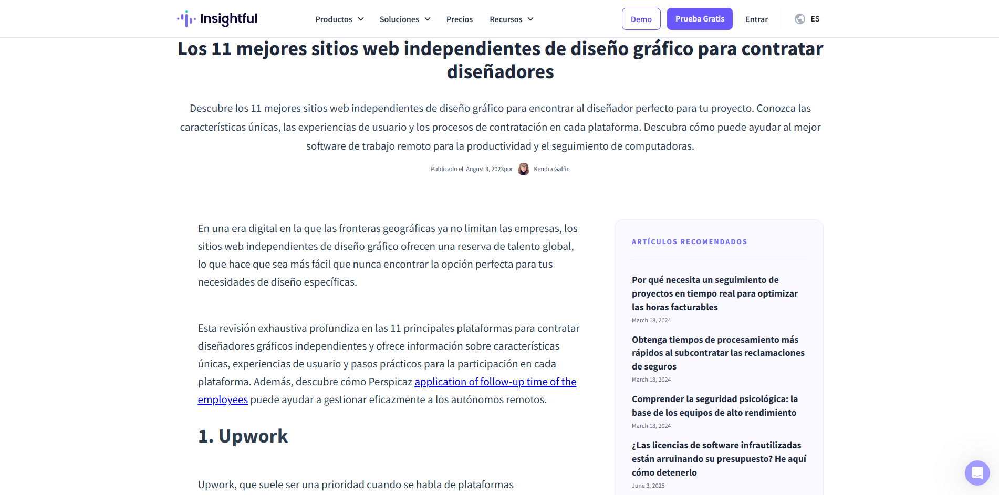 Insightful
Productos
Soluciones
Precios
Recursos
Demo
Prueba Gratis
Entrar
ES
Los 11 mejores sitios web independientes de diseño gráfico para contratar
diseñadores
Descubre los 11 mejores sitios web independientes de diseño gráfico para encontrar al diseñador perfecto para tu proyecto. Conozca las
características únicas, las experiencias de usuario y los procesos de contratación en cada plataforma. Descubra cómo puede ayudar al mejor
software de trabajo remoto para la productividad y el seguimiento de computadoras.
Publicado el August 3, 2023por Kendra Gaffin
En una era digital en la que las fronteras geográficas ya no limitan las empresas, los
sitios web independientes de diseño gráfico ofrecen una reserva de talento global,
lo que hace que sea más fácil que nunca encontrar la opción perfecta para tus
necesidades de diseño específicas.
Esta revisión exhaustiva profundiza en las 11 principales plataformas para contratar
diseñadores gráficos independientes y ofrece información sobre características
únicas, experiencias de usuario y pasos prácticos para la participación en cada
plataforma. Además, descubre cómo Perspicaz application of follow-up time of the
employees puede ayudar a gestionar eficazmente a los autónomos remotos.
1. Upwork
Upwork, que suele ser una prioridad cuando se habla de plataformas
ARTÍCULOS RECOMENDADOS
Por qué necesita un seguimiento de
proyectos en tiempo real para optimizar
las horas facturables
March 18, 2024
Obtenga tiempos de procesamiento más
rápidos al subcontratar las reclamaciones
de seguros
March 18, 2024
Comprender la seguridad psicológica: la
base de los equipos de alto rendimiento
March 18, 2024
¿Las licencias de software infrautilizadas
están arruinando su presupuesto? He aquí
cómo detenerlo
June 3, 2025